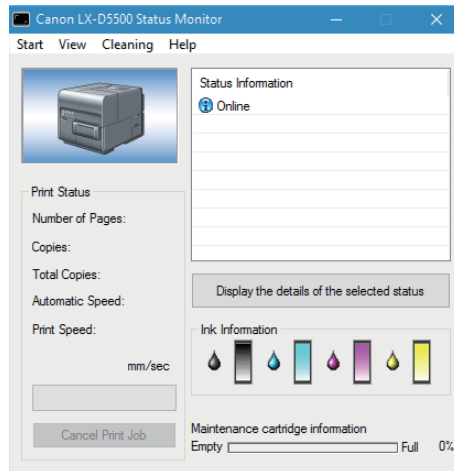 Canon LX-D5500 Status Monitor
Start View Cleaning Help
Status Information
Online
Print Status
Number of Pages:
Copies:
Total Copies:
Automatic Speed:
Print Speed:
mm/sec
Cancel Print Job
Display the details of the selected status
Ink Information
Maintenance cartridge information
Empty Full 0%